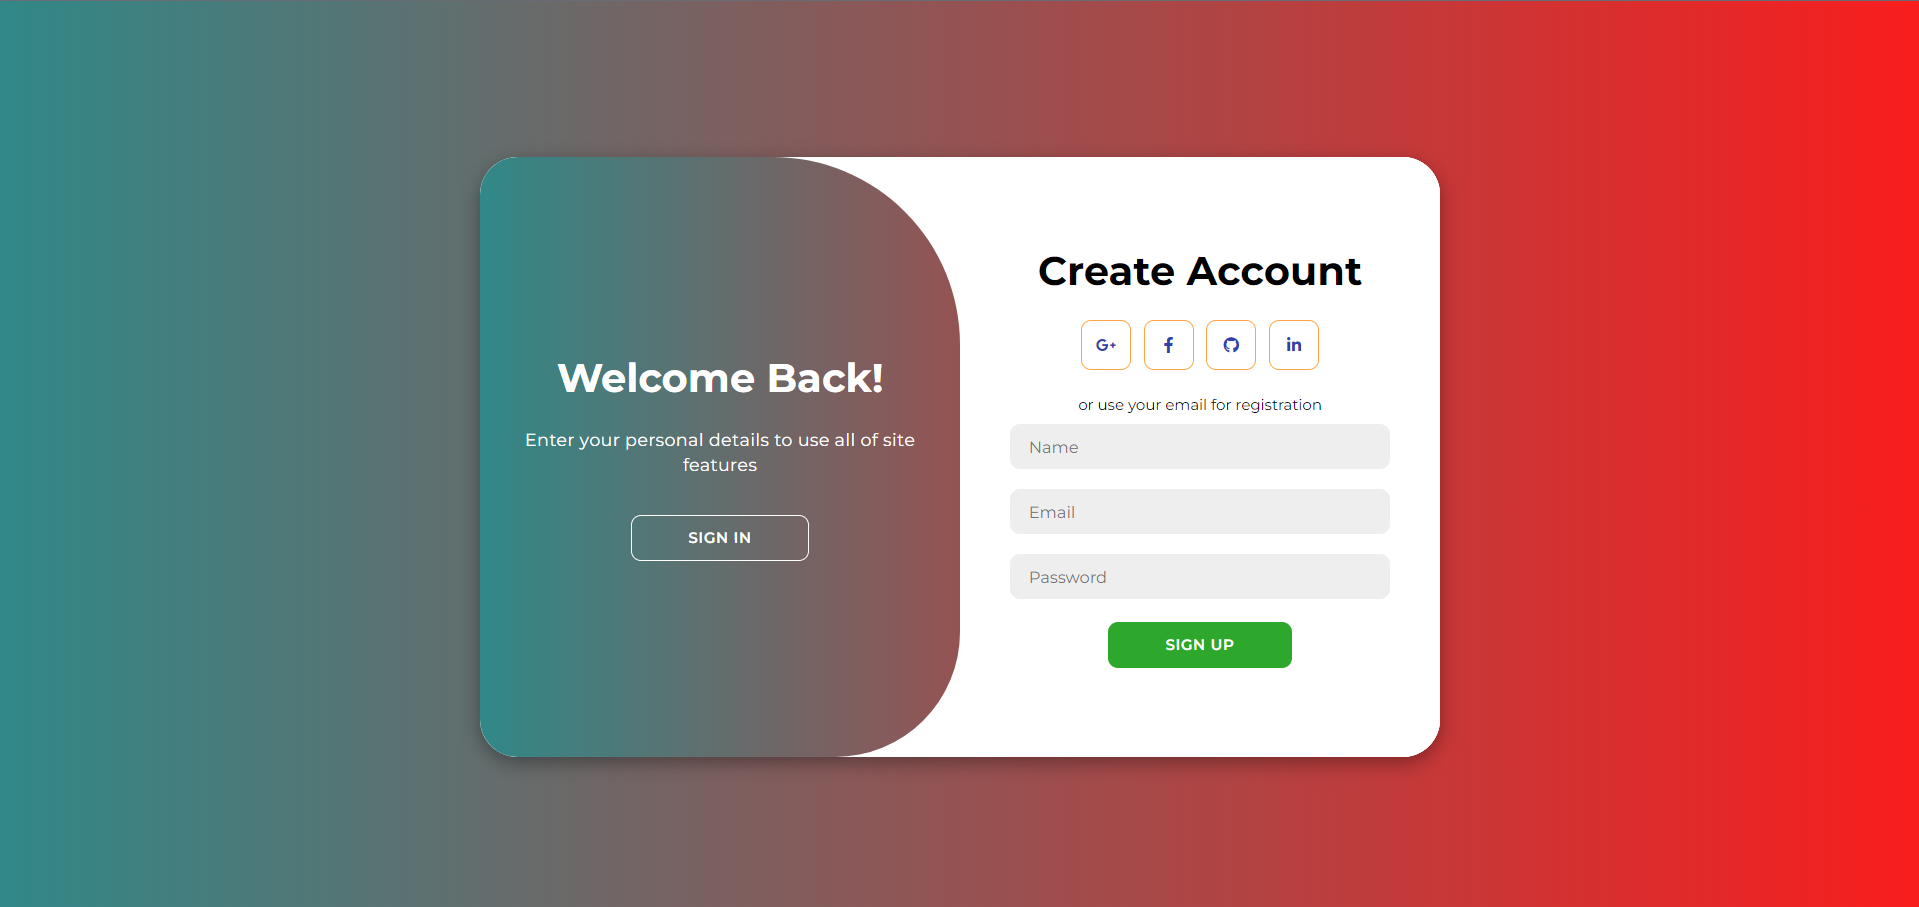 Welcome Back!
Enter your personal details to use all of site
features
SIGN IN
Create Account
G+
f
in
or use your email for registration
Name
Email
Password
SIGN UP